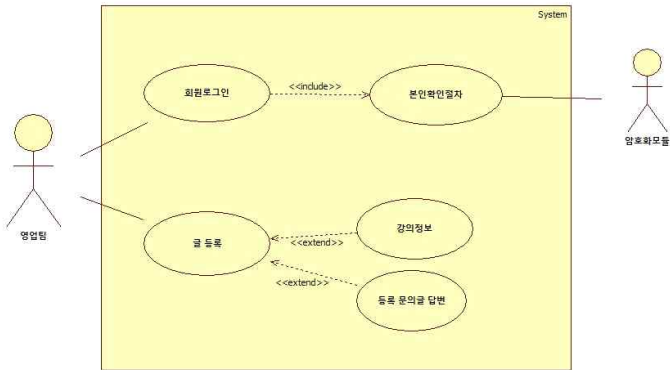 System
회원로그인
<<include>>
본인확인절차
암호화모듈
영업팀
글 등록
<<extend>>
강의정보
<<extend>>
등록 문의글 답변